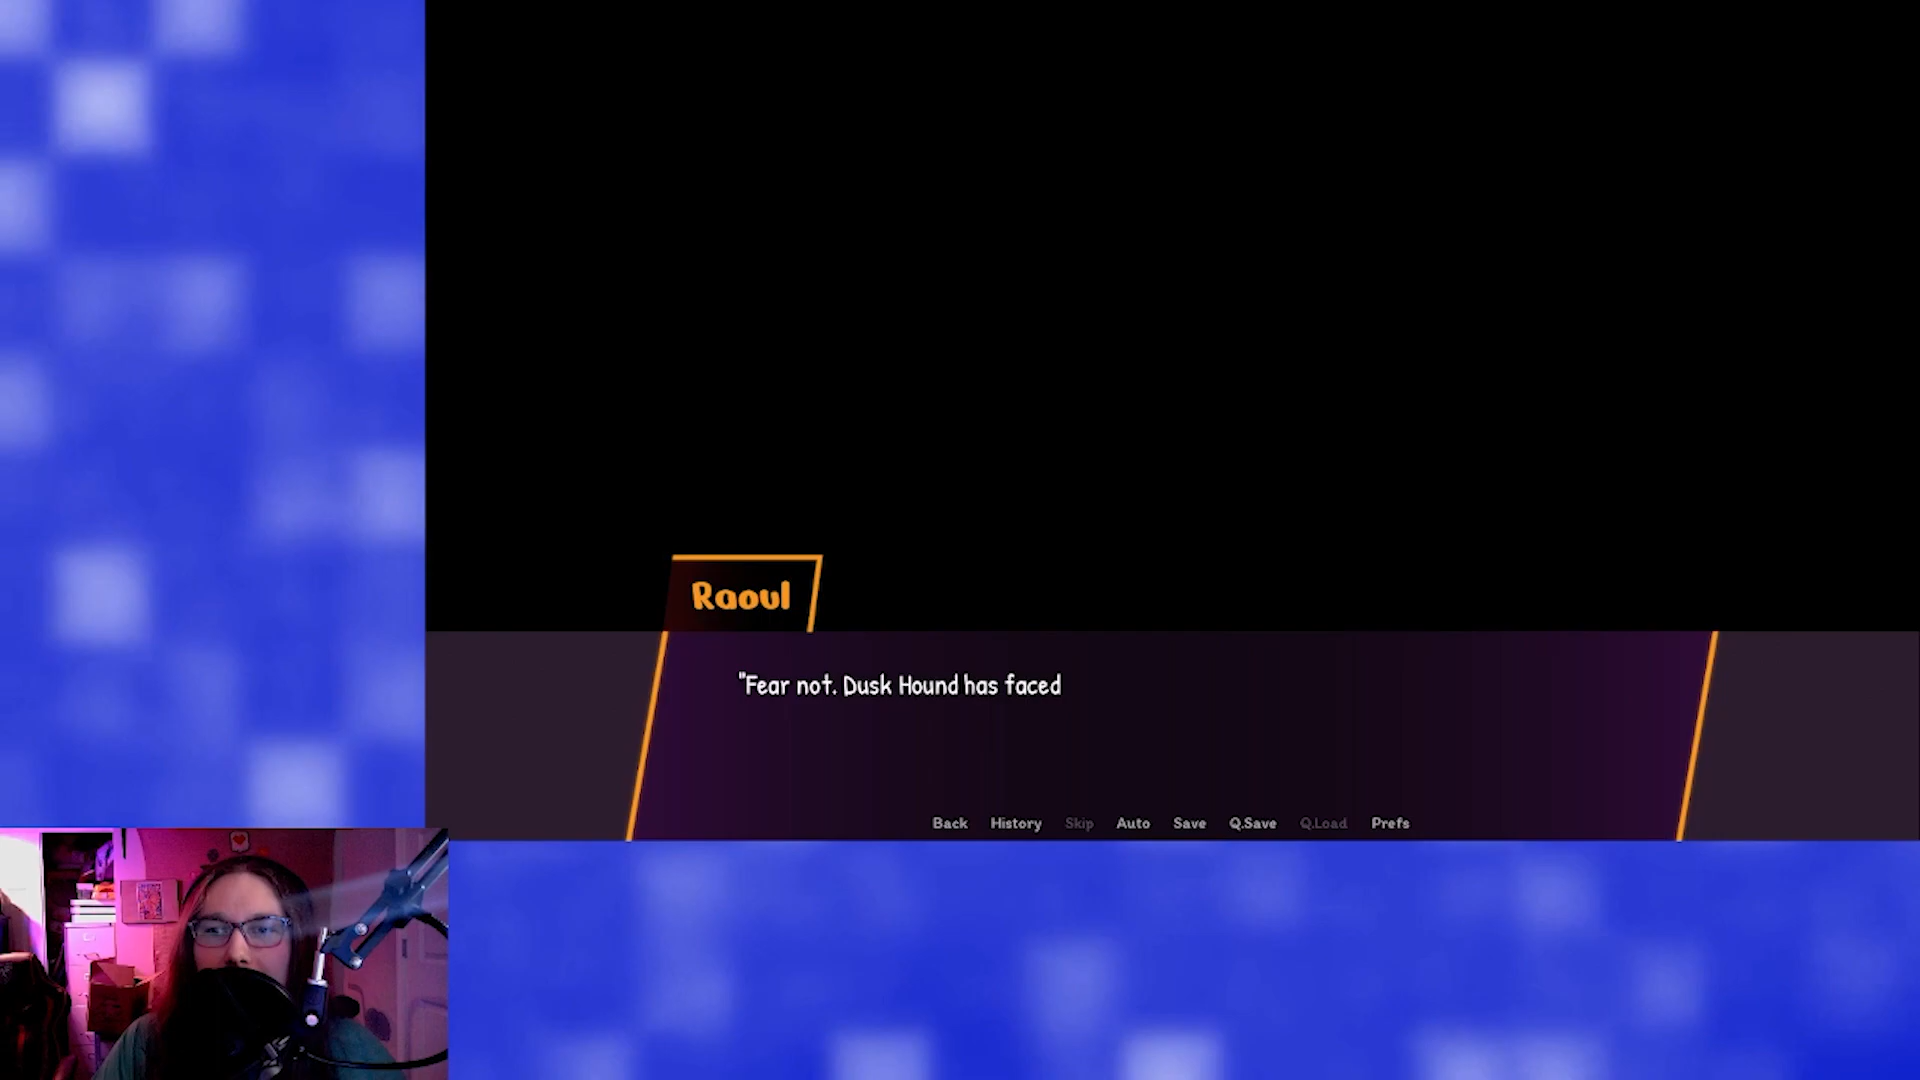 Raoul
"Fear not. Dusk Hound has faced
Back History Skip Auto Save Q.Save Q.Load Prefs